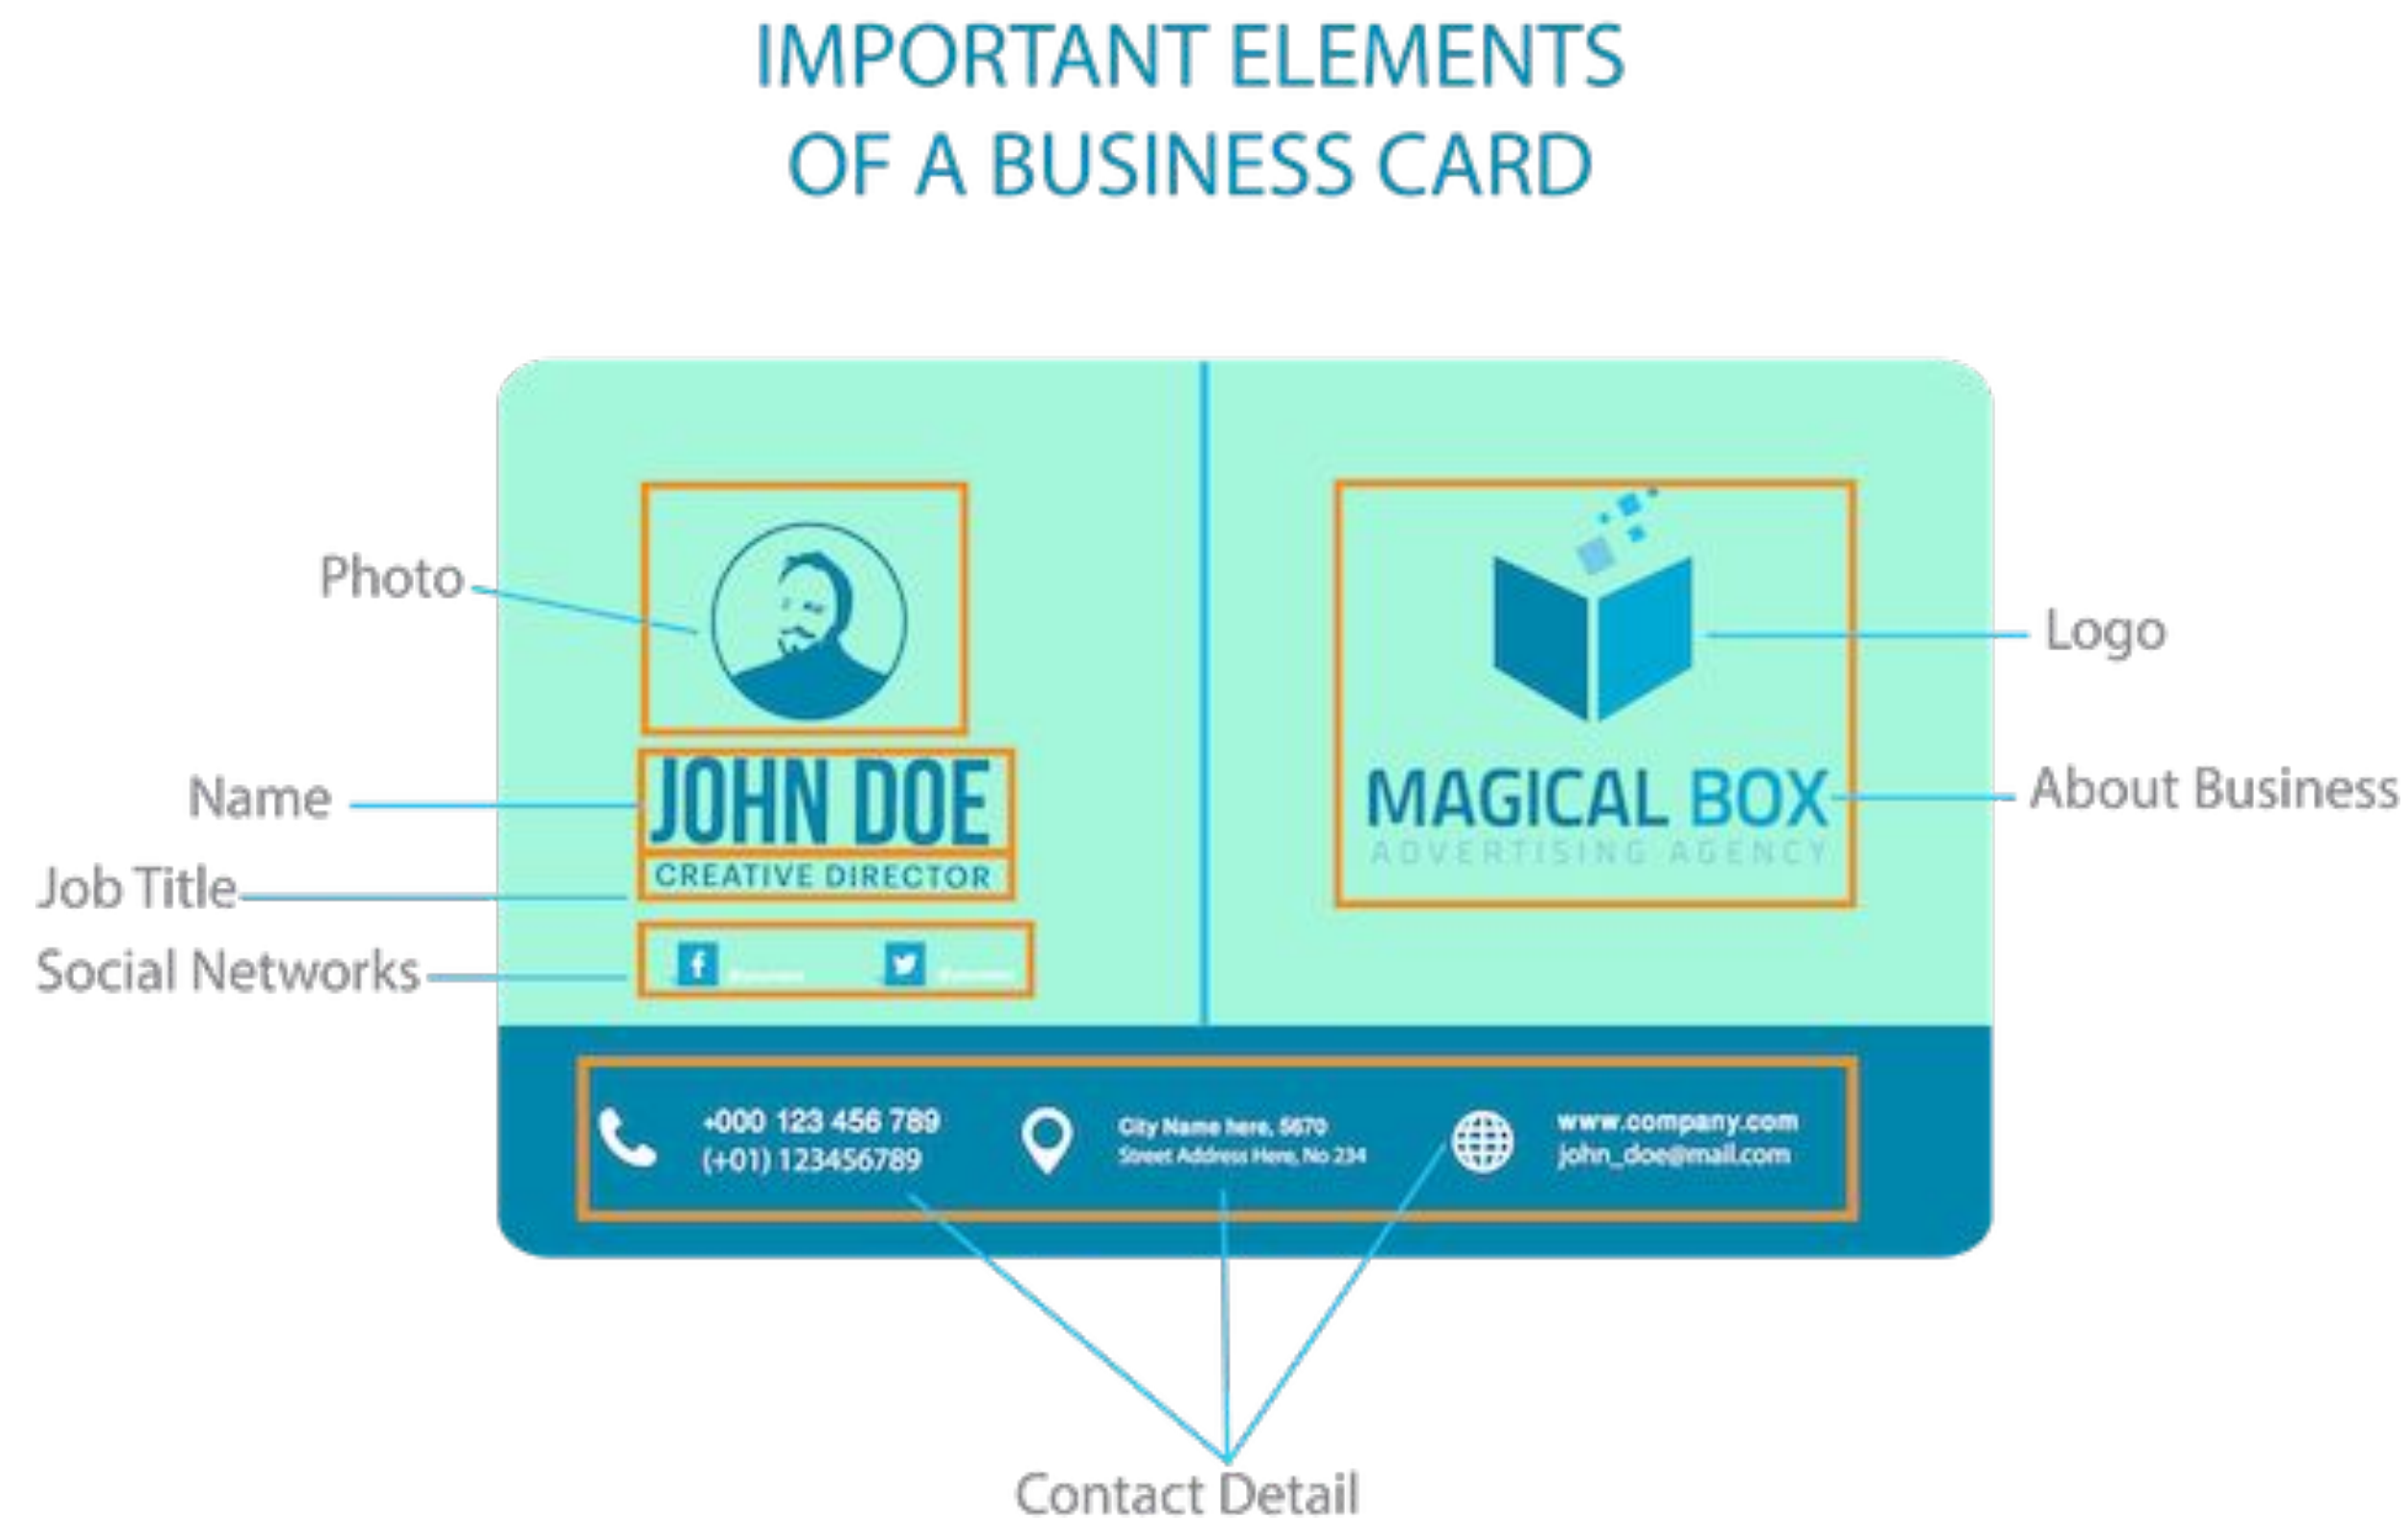 IMPORTANT ELEMENTS
OF A BUSINESS CARD
Photo
Name
Job Title
Social Networks
JOHN DOE
CREATIVE DIRECTOR
MAGICAL BOX
ADVERTISING AGENCY
Logo
About Business
+000 123 456 789
(+01) 123456789
City Name here, 5670
Street Address Here, No 234
www.company.com
john_doe@mail.com
Contact Detail